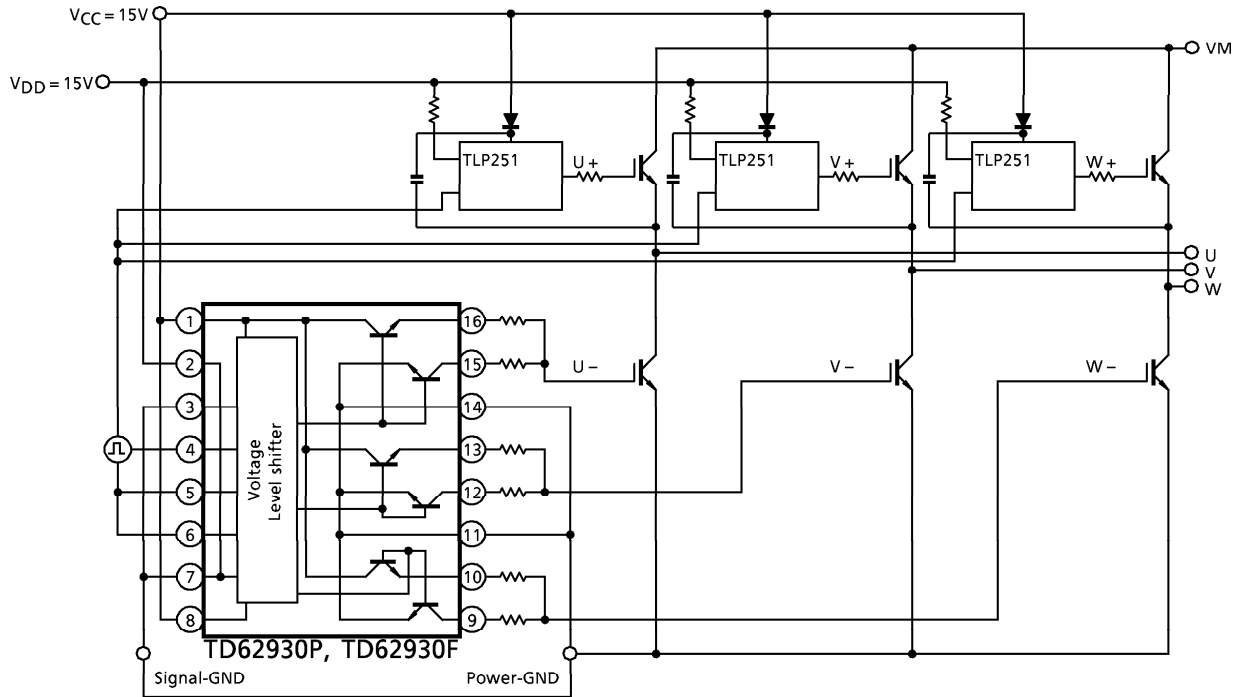 VCC = 15V
VM
VDD = 15V
TLP251
U +
TLP251
V +
TLP251
W +
U
V
W
1
16
2
15
U –
V –
W –
3
14
4
13
Voltage
Level shifter
5
12
6
11
7
10
8
9
TD62930P, TD62930F
Signal-GND
Power-GND